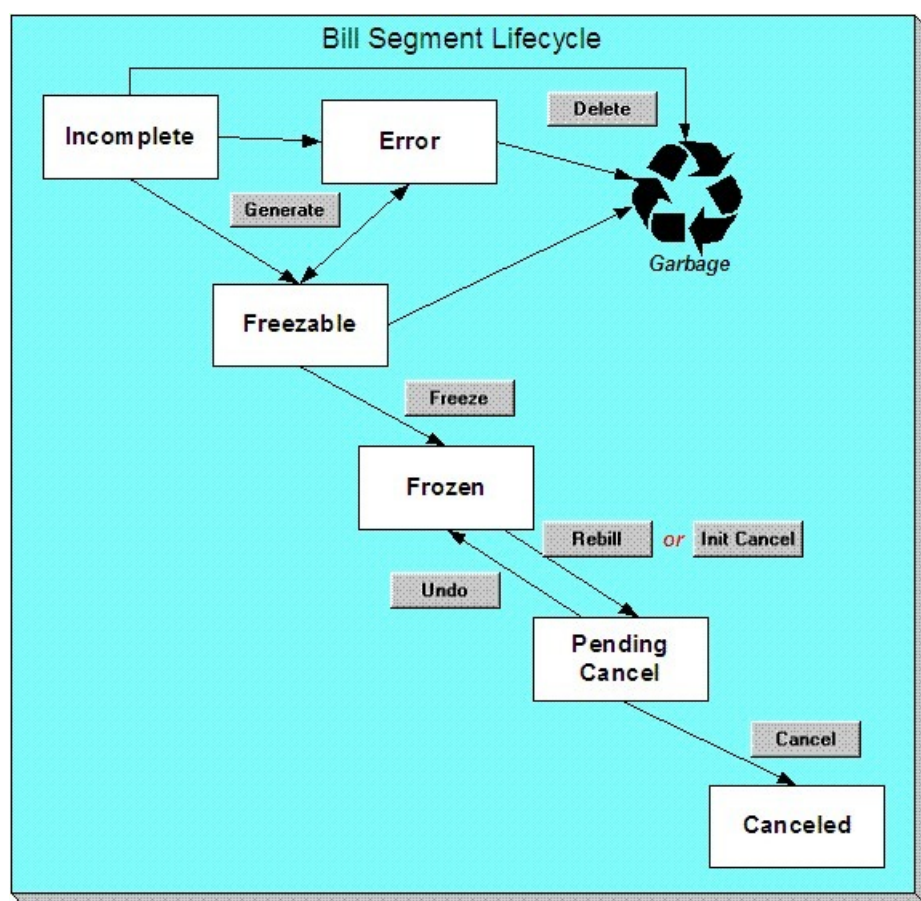 Bill Segment Lifecycle
Delete
Incomplete
Error
Generate
Garbage
Freezable
Freeze
Frozen
Rebill or Init Cancel
Undo
Pending
Cancel
Cancel
Canceled